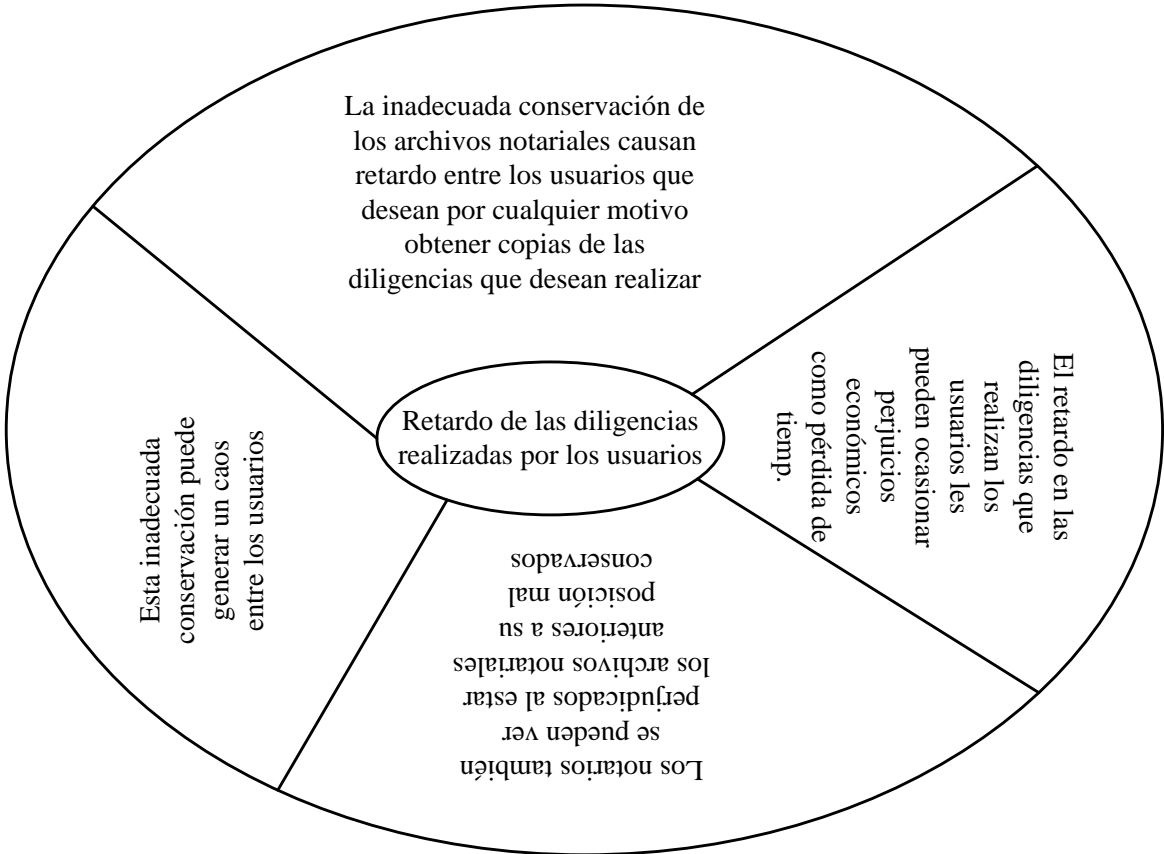 La inadecuada conservación de
los archivos notariales causan
retardo entre los usuarios que
desean por cualquier motivo
obtener copias de las
diligencias que desean realizar
El retardo en las
diligencias que
realizan los
usuarios les
pueden ocasionar
perjuicios
económicos
como pérdida de
tiemp.
Retardo de las diligencias
realizadas por los usuarios
Los notarios también
se pueden ver
perjudicados al estar
los archivos notariales
anteriores a su
posición mal
conservados
Esta inadecuada
conservación puede
generar un caos
entre los usuarios